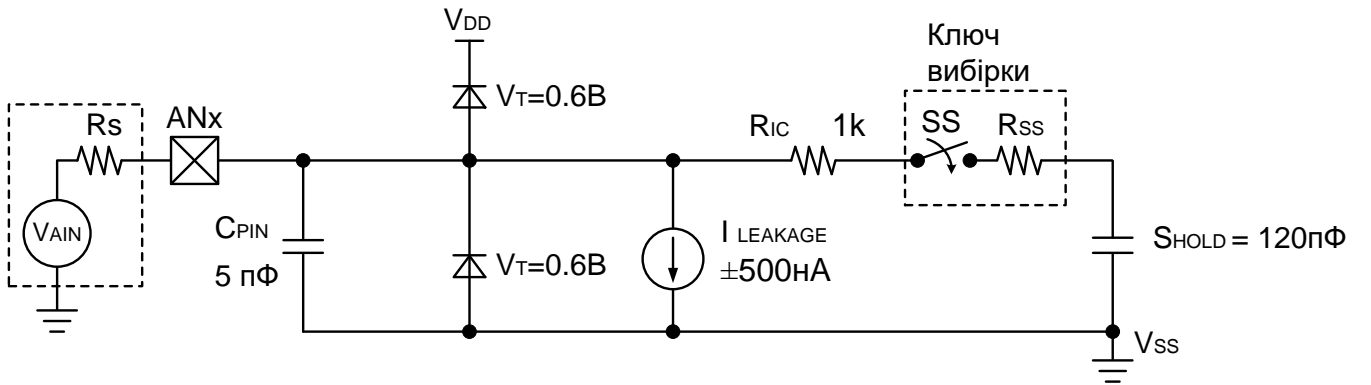 VDD
Ключ
вибірки
VT=0.6В
Rs
ANx
RIC 1k
SS
RSS
VAIN
CPIN
5 пФ
VT=0.6В
I LEAKAGE
±500нА
SHOLD = 120пФ
VSS